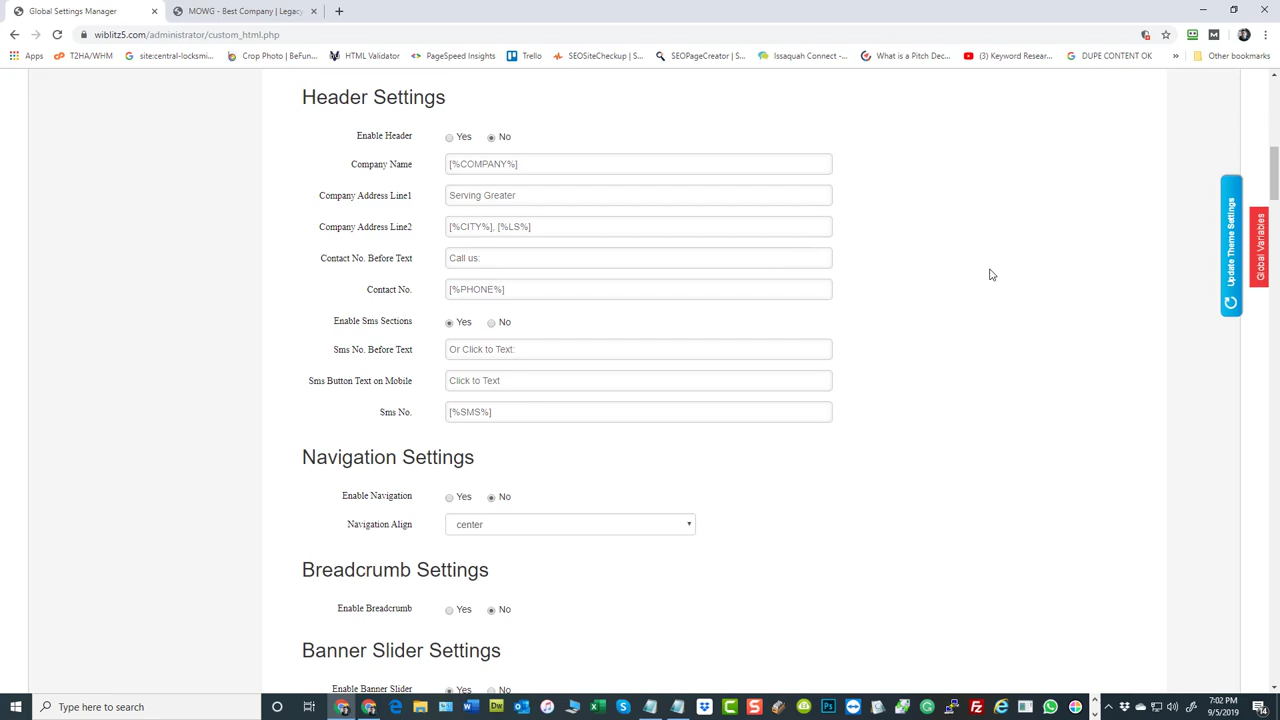 Global Settings Manager
MOWG - Best Company | Legacy
wiblitz5.com/administrator/custom_html.php
Apps
T2HA/WHM
site:central-locksmi...
Crop Photo | BeFun...
HTML Validator
PageSpeed Insights
Trello
SEOSiteCheckup | S...
SEOPageCreator | S...
Issaquah Connect -...
What is a Pitch Dec...
(3) Keyword Resear...
DUPE CONTENT OK
»
Other bookmarks
Header Settings
Enable Header Yes No
Company Name [%COMPANY%]
Company Address Line1 Serving Greater
Company Address Line2 [%CITY%], [%LS%]
Contact No. Before Text Call us:
Contact No. [%PHONE%]
Enable Sms Sections Yes No
Sms No. Before Text Or Click to Text:
Sms Button Text on Mobile Click to Text
Sms No. [%SMS%]
Update Theme Settings
Global Variables
Navigation Settings
Enable Navigation Yes No
Navigation Align center
Breadcrumb Settings
Enable Breadcrumb Yes No
Banner Slider Settings
Enable Banner Slider Yes No
Type here to search
7:02 PM
9/5/2019